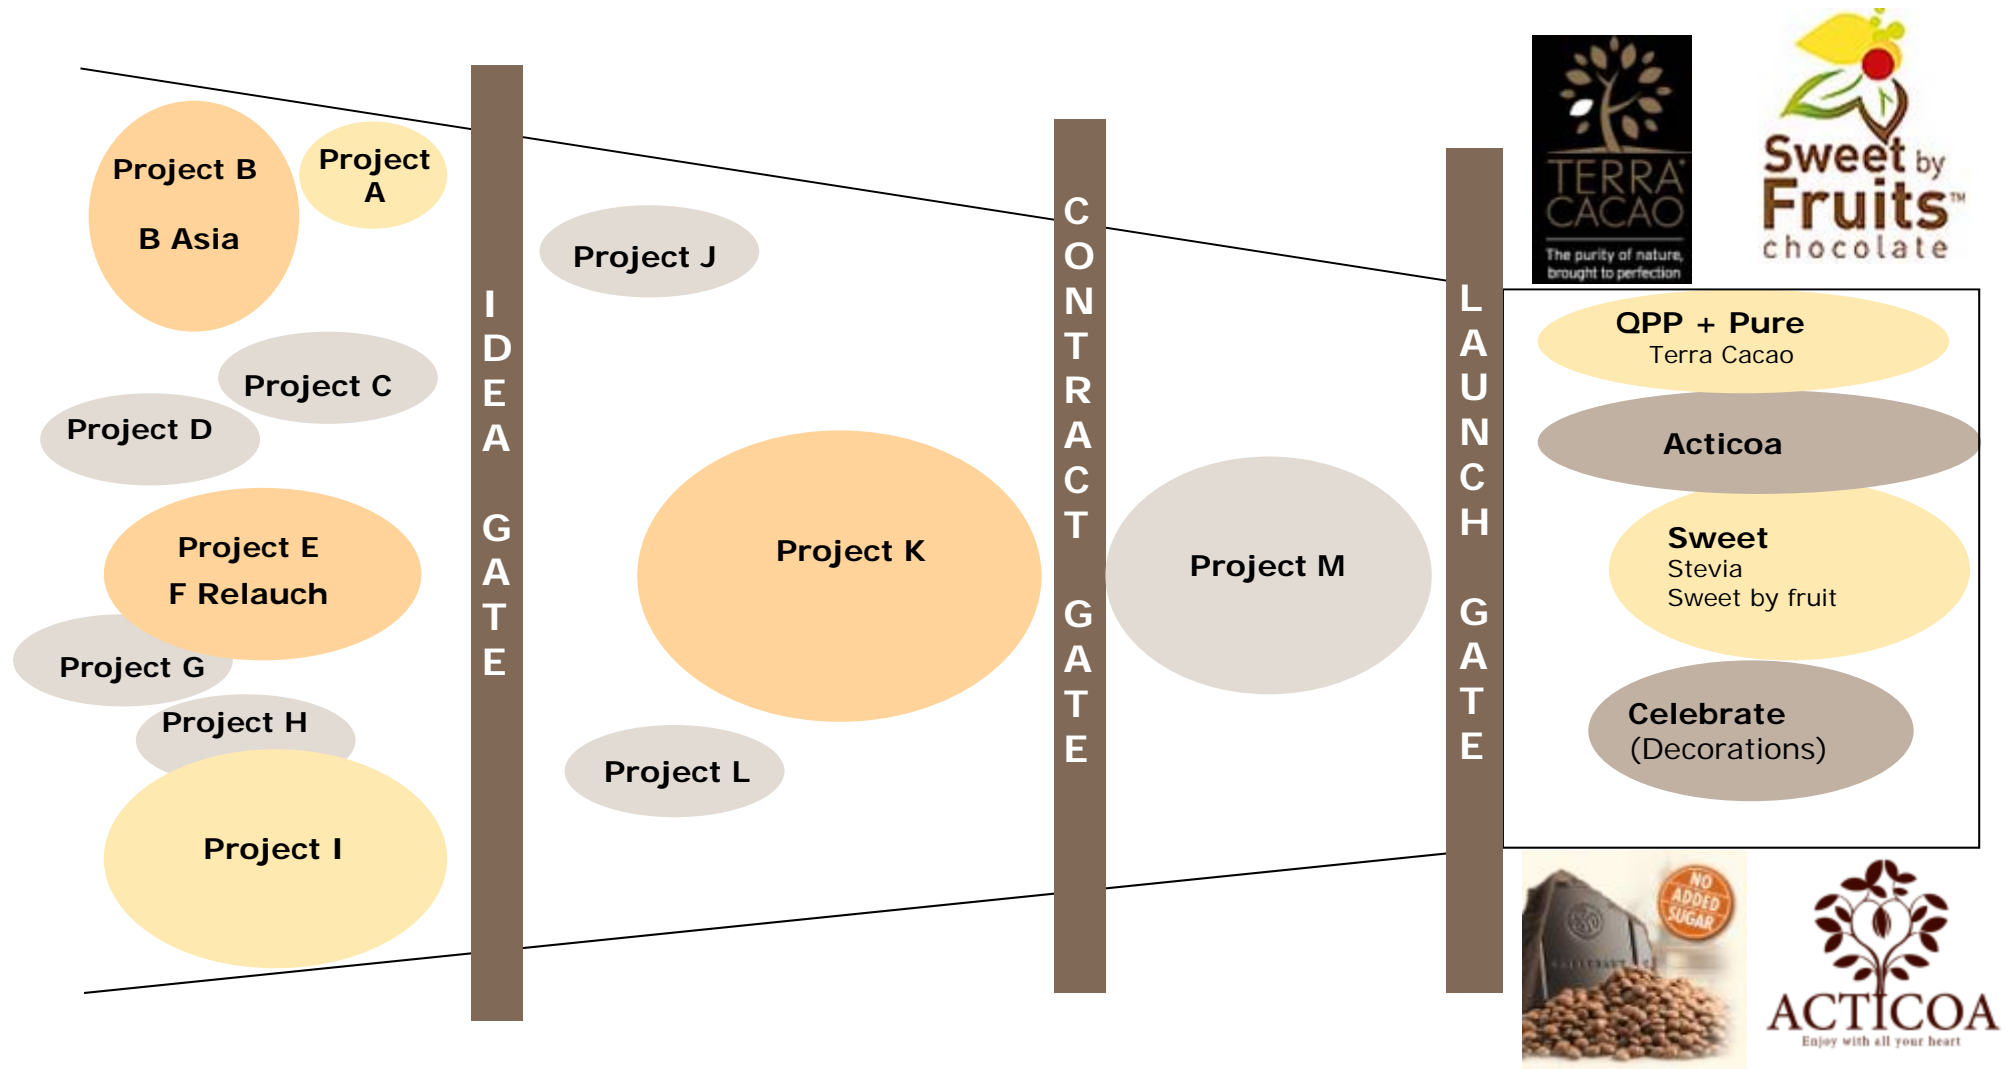 Project B
B Asia
Project
A
Project C
Project D
Project E
F Relauch
Project G
Project H
Project I
IDEA GATE
Project J
Project K
Project L
CONTRACT GATE
Project M
LAUNCH GATE
TERRA
CACAO
The purity of nature,
brought to perfection
Sweet by
Fruits™
chocolate
QPP + Pure
Terra Cacao
Acticoa
Sweet
Stevia
Sweet by fruit
Celebrate
(Decorations)
NO
ADDED
SUGAR
ACTICOA
Enjoy with all your heart